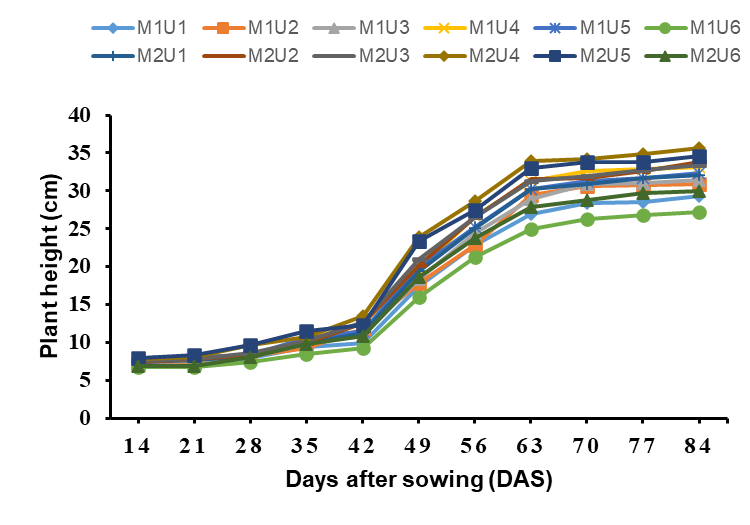 M1U1 M1U2 M1U3 M1U4 M1U5 M1U6
M2U1 M2U2 M2U3 M2U4 M2U5 M2U6
40
35
30
25
20
15
10
5
0
Plant height (cm)
14 21 28 35 42 49 56 63 70 77 84
Days after sowing (DAS)